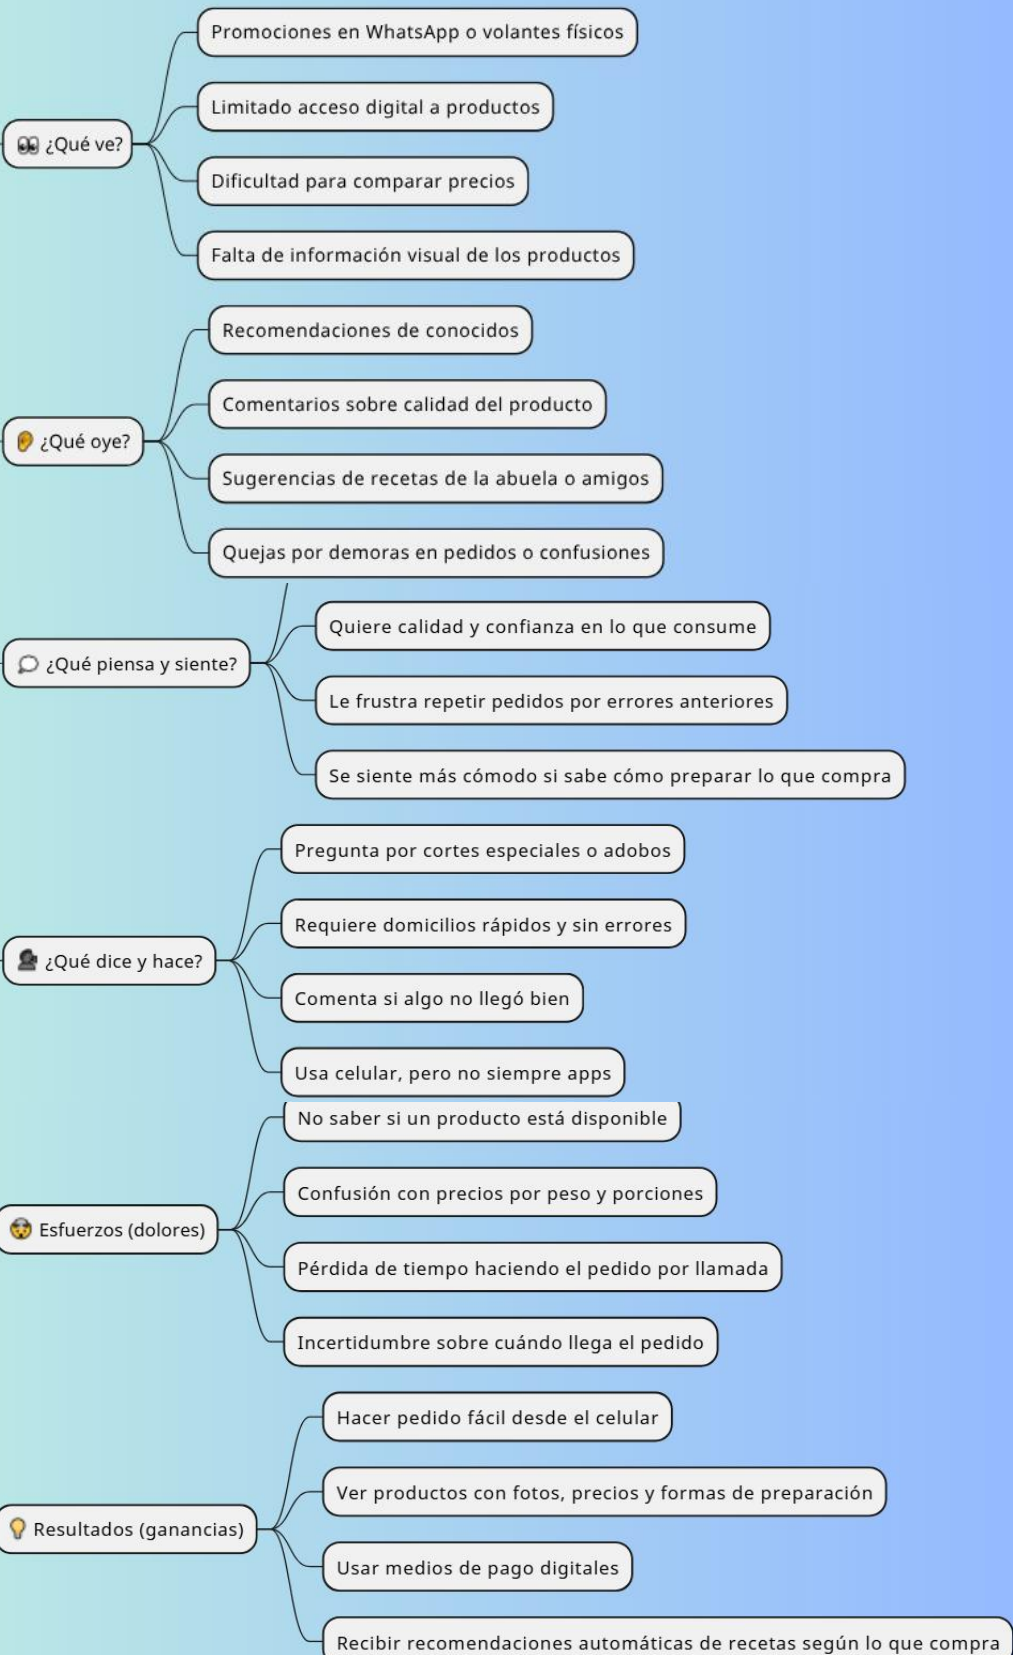 ¿Qué ve?
Promociones en WhatsApp o volantes físicos
Limitado acceso digital a productos
Dificultad para comparar precios
Falta de información visual de los productos
¿Qué oye?
Recomendaciones de conocidos
Comentarios sobre calidad del producto
Sugerencias de recetas de la abuela o amigos
Quejas por demoras en pedidos o confusiones
¿Qué piensa y siente?
Quiere calidad y confianza en lo que consume
Le frustra repetir pedidos por errores anteriores
Se siente más cómodo si sabe cómo preparar lo que compra
¿Qué dice y hace?
Pregunta por cortes especiales o adobos
Requiere domicilios rápidos y sin errores
Comenta si algo no llegó bien
Usa celular, pero no siempre apps
Esfuerzos (dolores)
No saber si un producto está disponible
Confusión con precios por peso y porciones
Pérdida de tiempo haciendo el pedido por llamada
Incertidumbre sobre cuándo llega el pedido
Resultados (ganancias)
Hacer pedido fácil desde el celular
Ver productos con fotos, precios y formas de preparación
Usar medios de pago digitales
Recibir recomendaciones automáticas de recetas según lo que compra